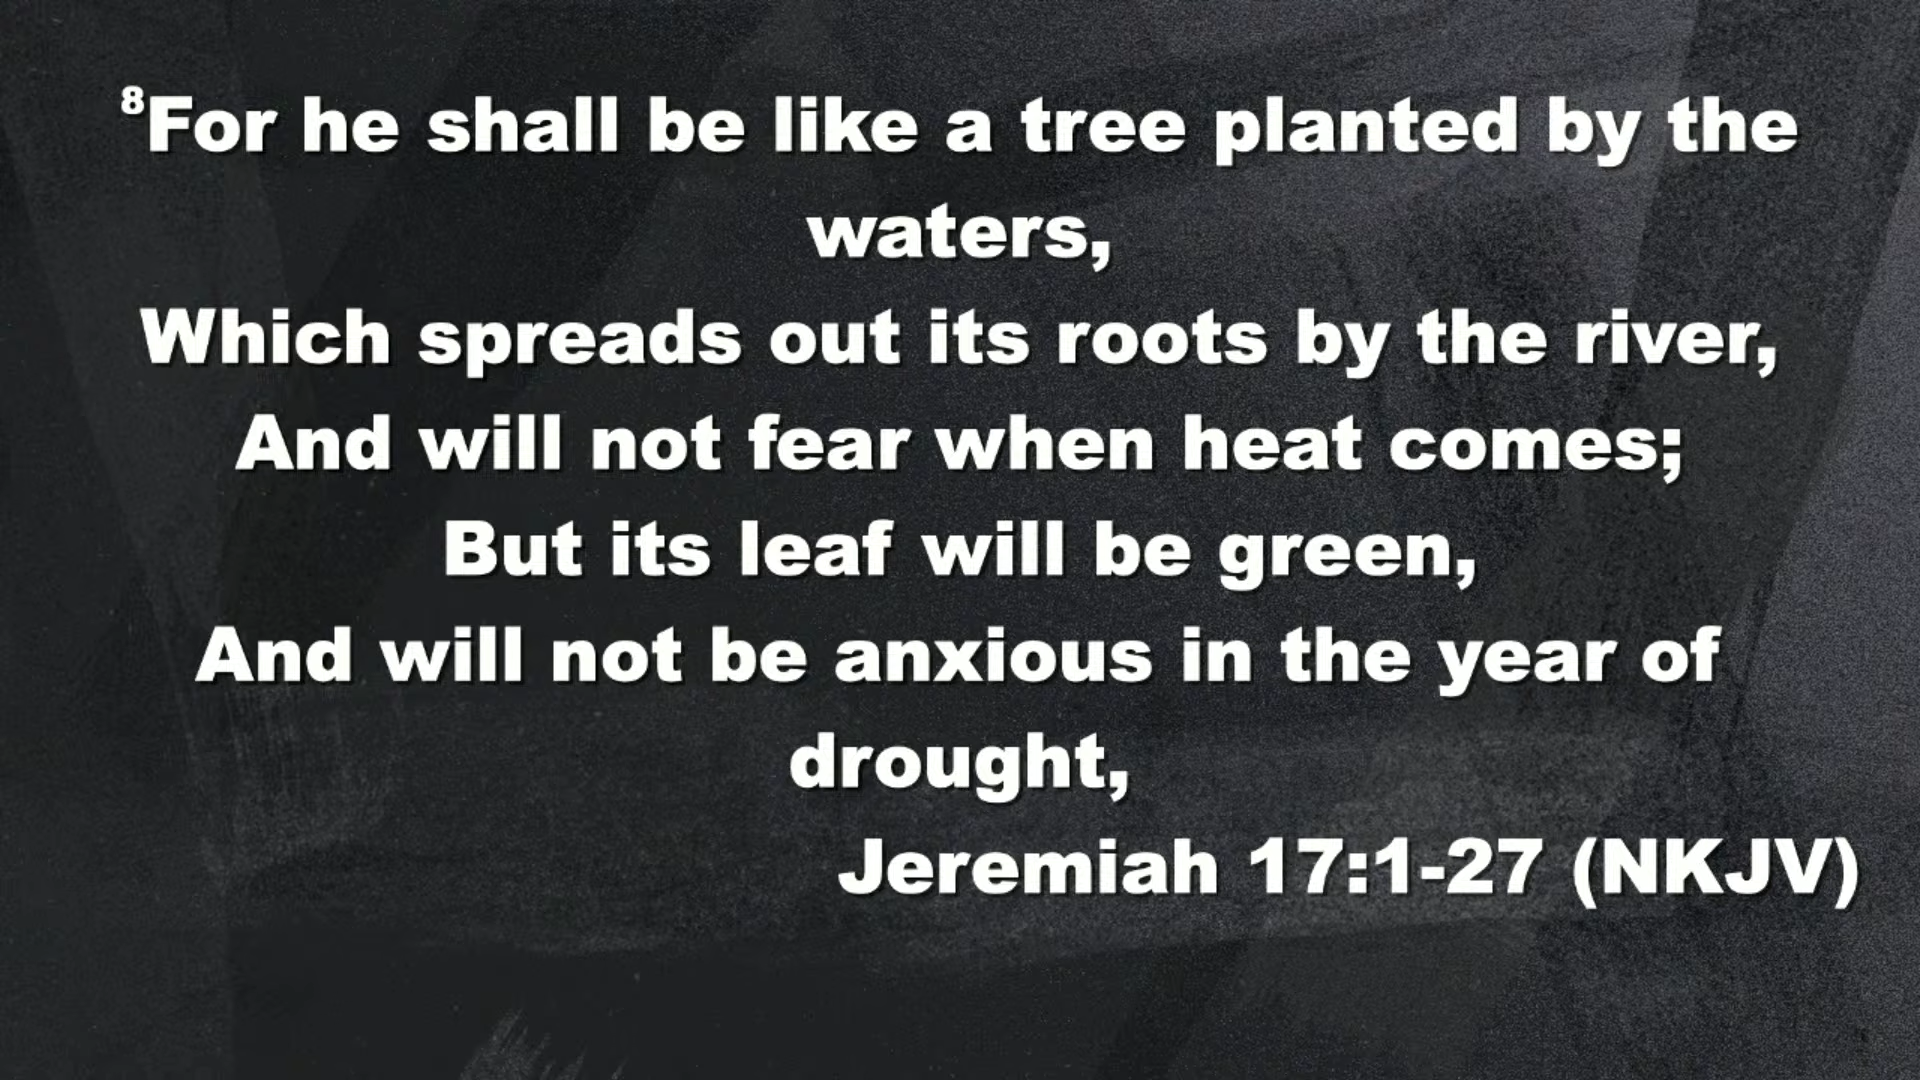 8For he shall be like a tree planted by the
waters,
Which spreads out its roots by the river,
And will not fear when heat comes;
But its leaf will be green,
And will not be anxious in the year of
drought,
Jeremiah 17:1-27 (NKJV)